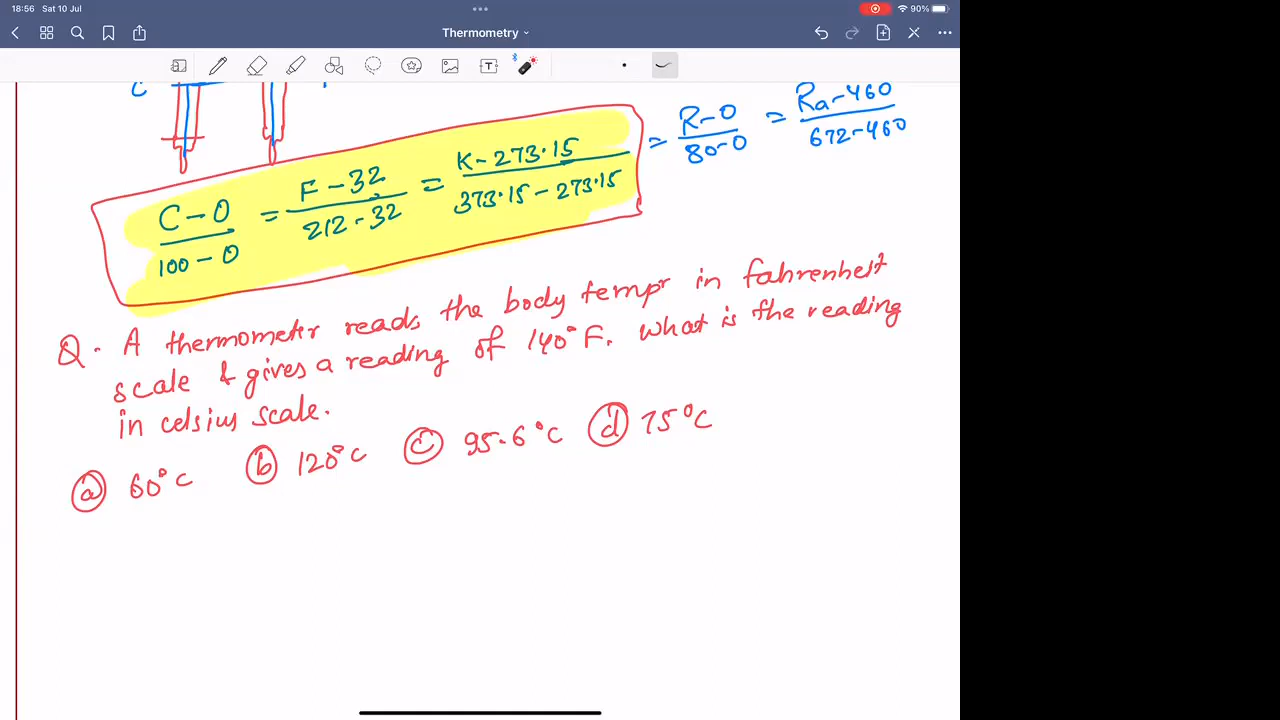 18:56 Sat 10 Jul
90%
Thermometry
T
C
C-0 / 100-0 = F-32 / 212-32 = K-273.15 / 373.15-273.15 = R-0 / 80-0 = Ra-460 / 672-460
Q. A thermometer reads the body tempr in fahrenheit
scale & gives a reading of 140°F. What is the reading
in celsius scale.
(a) 60°C (b) 120°C (c) 95.6°C (d) 75°C